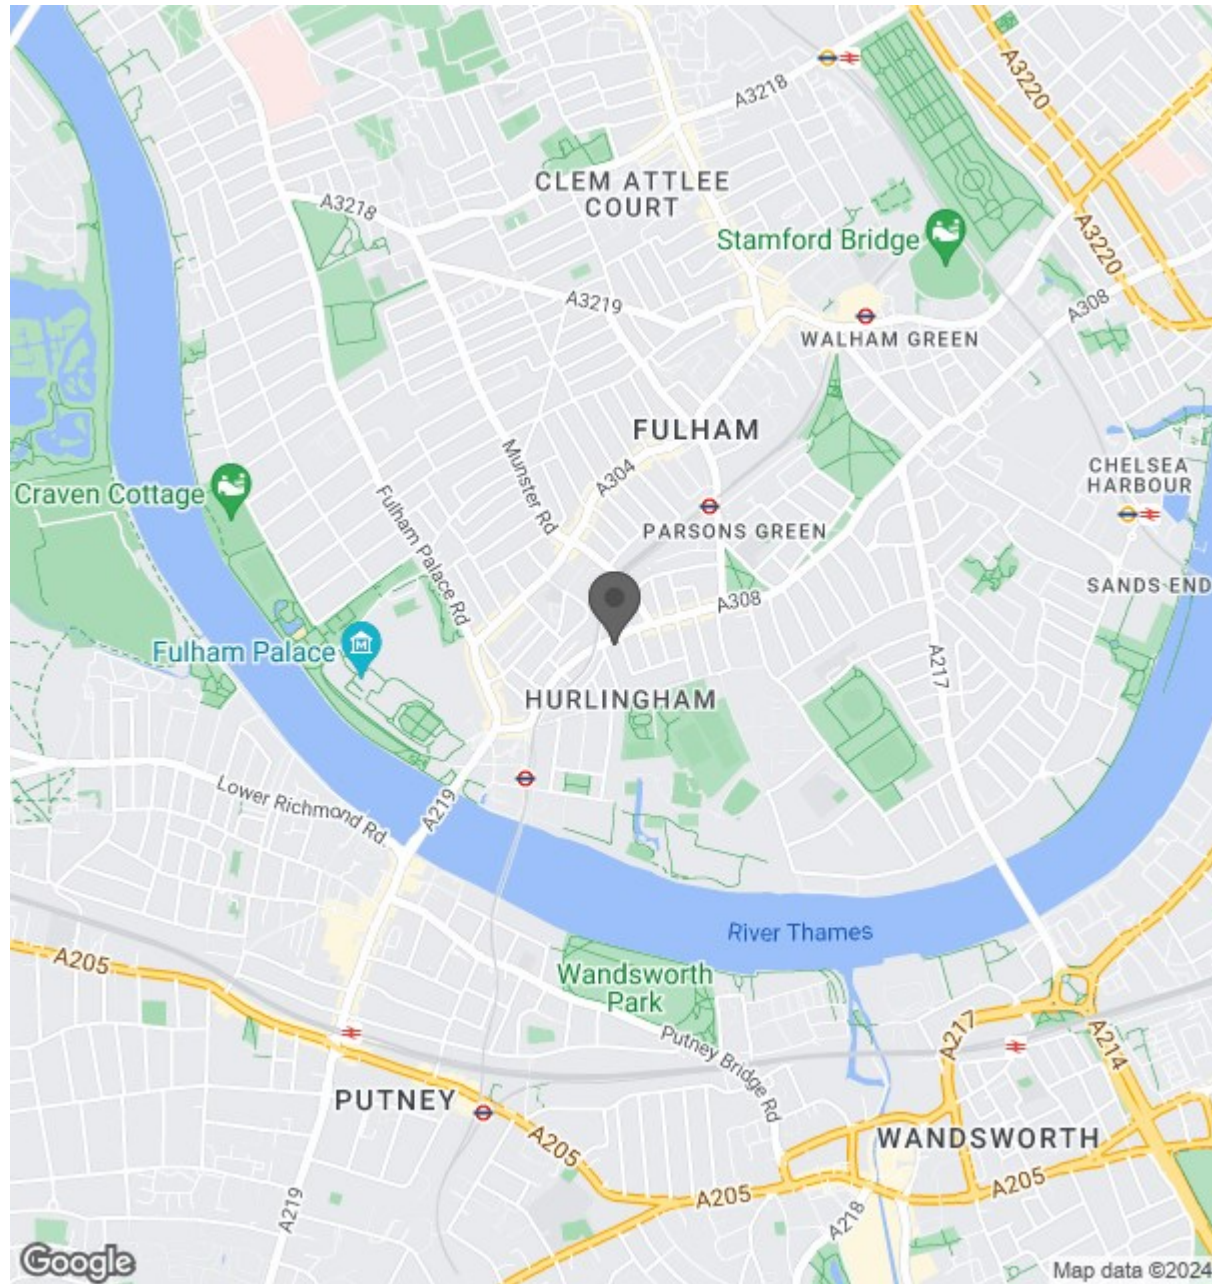 A3220
A3218
CLEM ATTLEE
COURT
A3218
Stamford Bridge
A3220
A3219
A308
WALHAM GREEN
FULHAM
Munster Rd
A304
CHELSEA
HARBOUR
Craven Cottage
Fulham Palace Rd
PARSONS GREEN
SANDS END
A308
Fulham Palace
M
A217
HURLINGHAM
Lower Richmond Rd
A219
River Thames
A205
Wandsworth
Park
A217
Putney Bridge Rd
A214
PUTNEY
A205
WANDSWORTH
A205
A205
A219
A218
Google
Map data ©2024